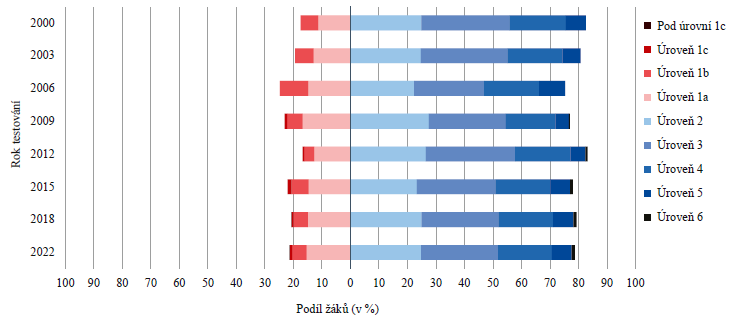 2000
2003
2006
2009
2012
2015
2018
2022
Rok testování
100 90 80 70 60 50 40 30 20 10 0 10 20 30 40 50 60 70 80 90 100
Podíl žáků (v %)
Pod úrovní 1c
Úroveň 1c
Úroveň 1b
Úroveň 1a
Úroveň 2
Úroveň 3
Úroveň 4
Úroveň 5
Úroveň 6